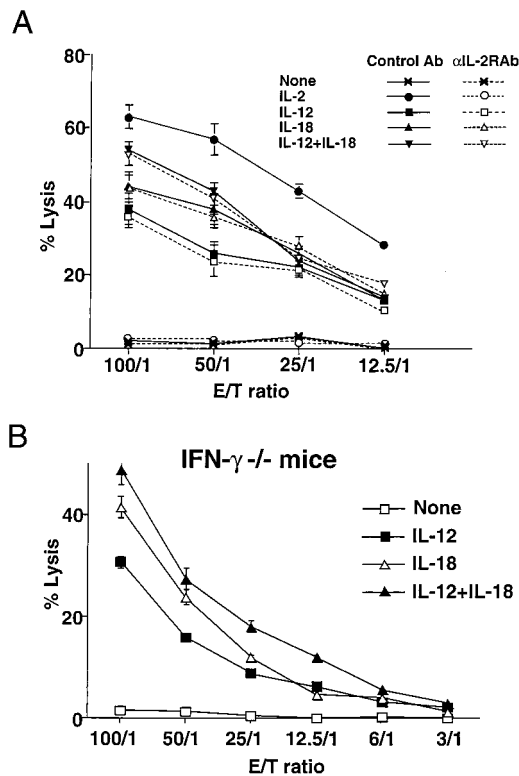 A
Control Ab αIL-2RAb
None
IL-2
IL-12
IL-18
IL-12+IL-18
80
60
40
20
0
% Lysis
100/1 50/1 25/1 12.5/1
E/T ratio
B
IFN-γ -/- mice
None
IL-12
IL-18
IL-12+IL-18
40
20
0
% Lysis
100/1 50/1 25/1 12.5/1 6/1 3/1
E/T ratio